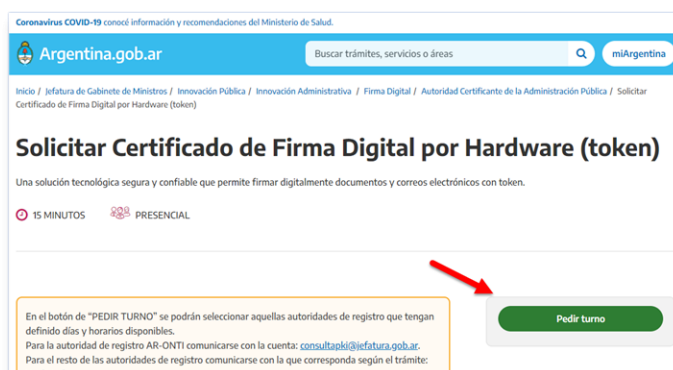 Coronavirus COVID-19 conocé información y recomendaciones del Ministerio de Salud.
Argentina.gob.ar
Buscar trámites, servicios o áreas
miArgentina
Inicio / Jefatura de Gabinete de Ministros / Innovación Pública / Innovación Administrativa / Firma Digital / Autoridad Certificante de la Administración Pública / Solicitar
Certificado de Firma Digital por Hardware (token)
Solicitar Certificado de Firma Digital por Hardware (token)
Una solución tecnológica segura y confiable que permite firmar digitalmente documentos y correos electrónicos con token.
15 MINUTOS PRESENCIAL
En el botón de “PEDIR TURNO” se podrán seleccionar aquellas autoridades de registro que tengan
definido días y horarios disponibles.
Para la autoridad de registro AR-ONTI comunicarse con la cuenta: consultapki@jefatura.gob.ar.
Para el resto de las autoridades de registro comunicarse con la que corresponda según el trámite:
Pedir turno